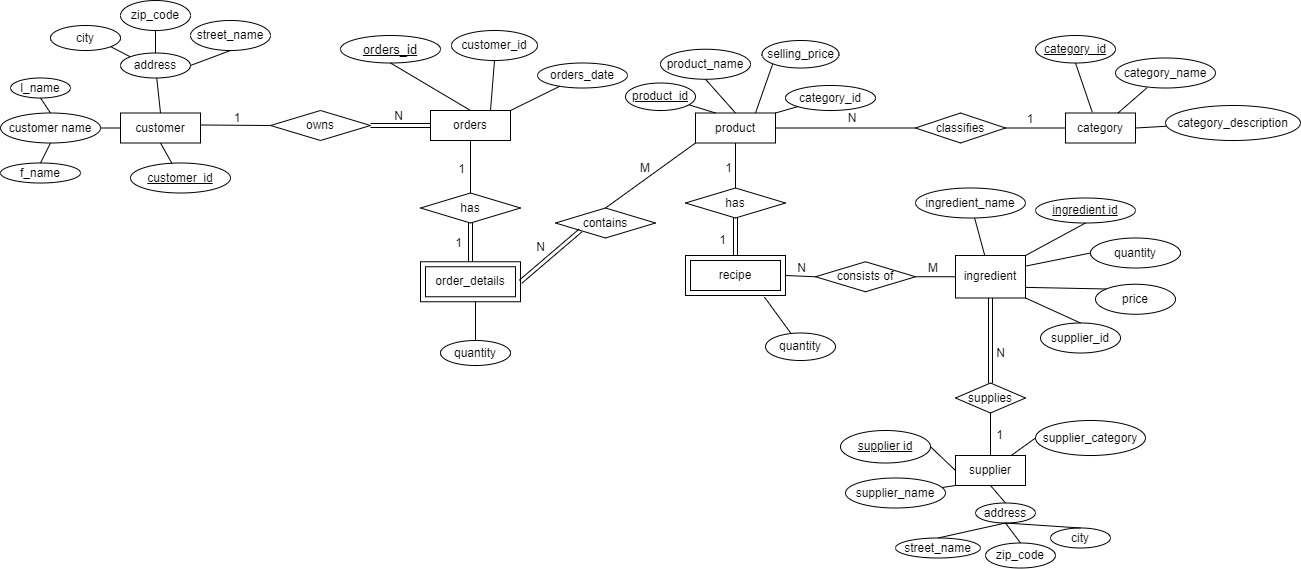 zip_code
city
street_name
address
l_name
customer name
f_name
customer
customer_id
1
owns
N
orders_id
customer_id
orders_date
orders
1
has
1
order_details
quantity
M
contains
N
product_name
selling_price
product_id
category_id
product
N
classifies
1
category_id
category_name
category_description
category
1
has
1
recipe
quantity
N
consists of
M
ingredient_name
ingredient id
quantity
price
supplier_id
ingredient
N
supplies
1
supplier id
supplier_category
supplier
supplier_name
address
street_name
zip_code
city